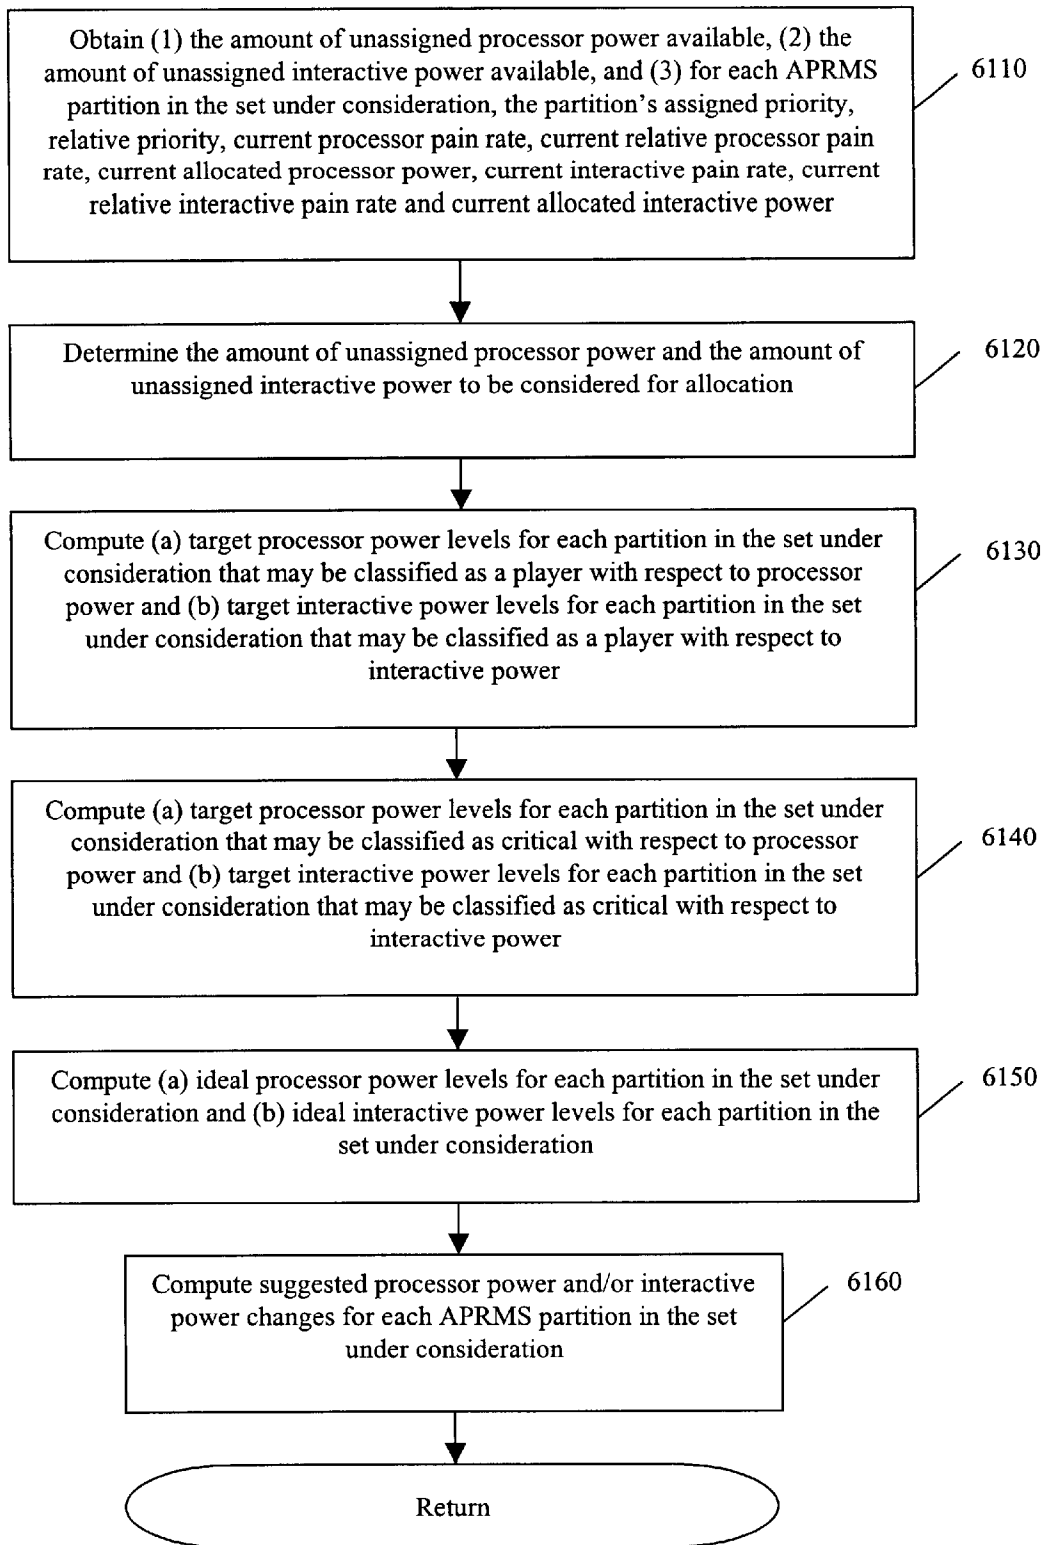 Obtain (1) the amount of unassigned processor power available, (2) the
amount of unassigned interactive power available, and (3) for each APRMS
partition in the set under consideration, the partition's assigned priority,
relative priority, current processor pain rate, current relative processor pain
rate, current allocated processor power, current interactive pain rate, current
relative interactive pain rate and current allocated interactive power
6110
Determine the amount of unassigned processor power and the amount of
unassigned interactive power to be considered for allocation
6120
Compute (a) target processor power levels for each partition in the set under
consideration that may be classified as a player with respect to processor
power and (b) target interactive power levels for each partition in the set
under consideration that may be classified as a player with respect to
interactive power
6130
Compute (a) target processor power levels for each partition in the set under
consideration that may be classified as critical with respect to processor
power and (b) target interactive power levels for each partition in the set
under consideration that may be classified as critical with respect to
interactive power
6140
Compute (a) ideal processor power levels for each partition in the set under
consideration and (b) ideal interactive power levels for each partition in the
set under consideration
6150
Compute suggested processor power and/or interactive
power changes for each APRMS partition in the set
under consideration
6160
Return